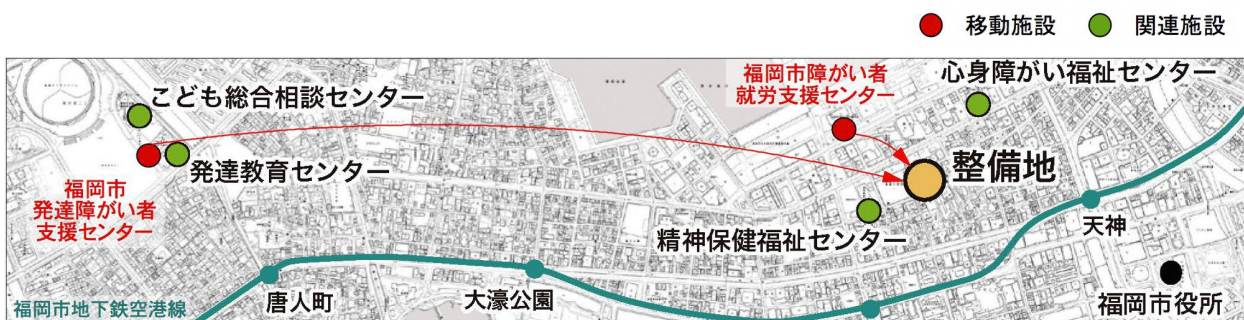 移動施設
関連施設
こども総合相談センター
発達教育センター
福岡市
発達障がい者
支援センター
福岡市障がい者
就労支援センター
心身障がい福祉センター
整備地
精神保健福祉センター
天神
福岡市役所
大濠公園
唐人町
福岡市地下鉄空港線